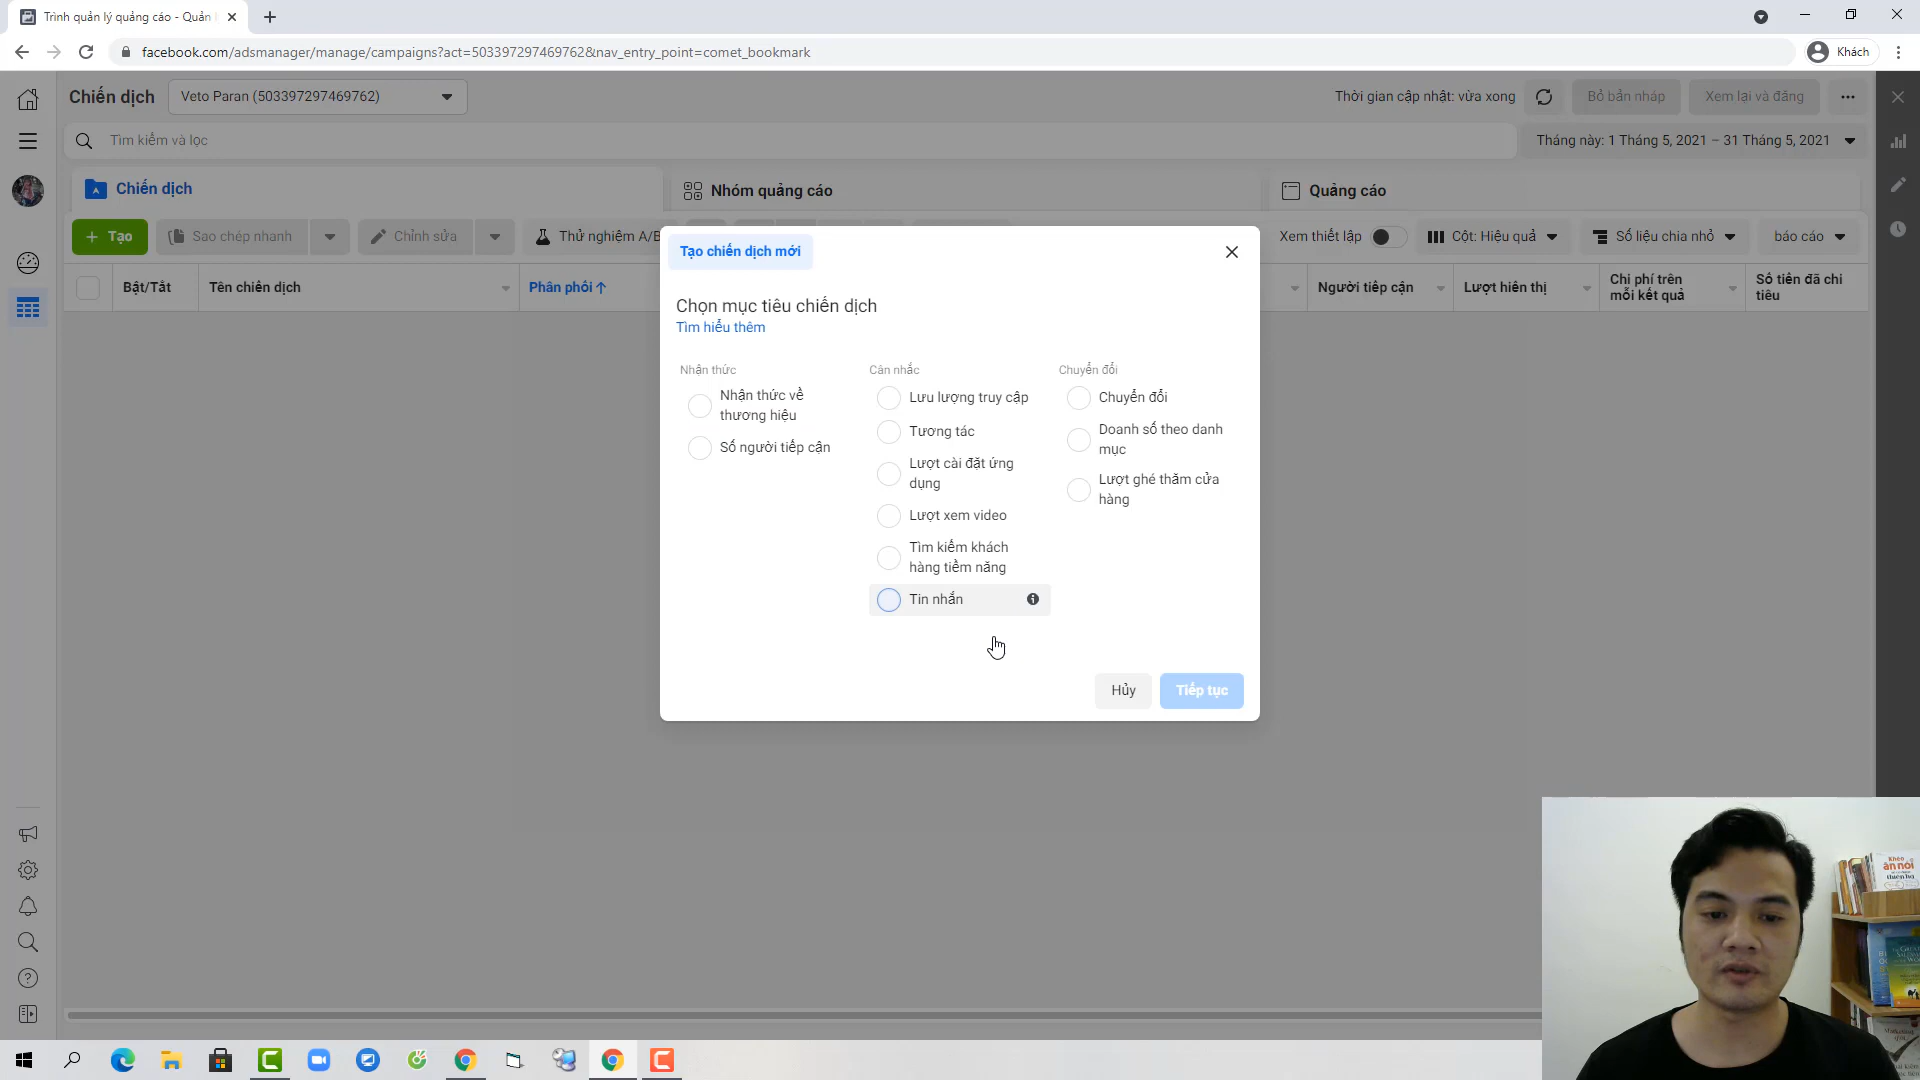 Trình quản lý quảng cáo - Quản
facebook.com/adsmanager/manage/campaigns?act=503397297469762&nav_entry_point=comet_bookmark
Khách
Chiến dịch
Veto Paran (503397297469762)
Thời gian cập nhật: vừa xong
Bỏ bản nháp
Xem lại và đăng
Tìm kiếm và lọc
Tháng này: 1 Tháng 5, 2021 – 31 Tháng 5, 2021
Chiến dịch
Nhóm quảng cáo
Quảng cáo
+ Tạo
Sao chép nhanh
Chỉnh sửa
Thử nghiệm A/B
Xem thiết lập
Cột: Hiệu quả
Số liệu chia nhỏ
báo cáo
Bật/Tắt
Tên chiến dịch
Phân phối↑
Người tiếp cận
Lượt hiển thị
Chi phí trên
mỗi kết quả
Số tiền đã chi
tiêu
Tạo chiến dịch mới
Chọn mục tiêu chiến dịch
Tìm hiểu thêm
Nhận thức
Nhận thức về
thương hiệu
Số người tiếp cận
Cân nhắc
Lưu lượng truy cập
Tương tác
Lượt cài đặt ứng
dụng
Lượt xem video
Tìm kiếm khách
hàng tiềm năng
Tin nhắn
Chuyển đổi
Chuyển đổi
Doanh số theo danh
mục
Lượt ghé thăm cửa
hàng
Hủy
Tiếp tục
Khéo
ăn nói